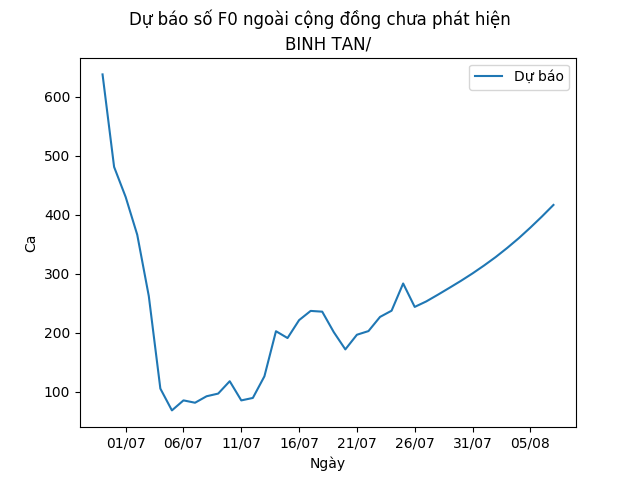 Dự báo số F0 ngoài cộng đồng chưa phát hiện
BINH TAN/
Dự báo
600
500
400
300
200
100
Ca
01/07 06/07 11/07 16/07 21/07 26/07 31/07 05/08
Ngày